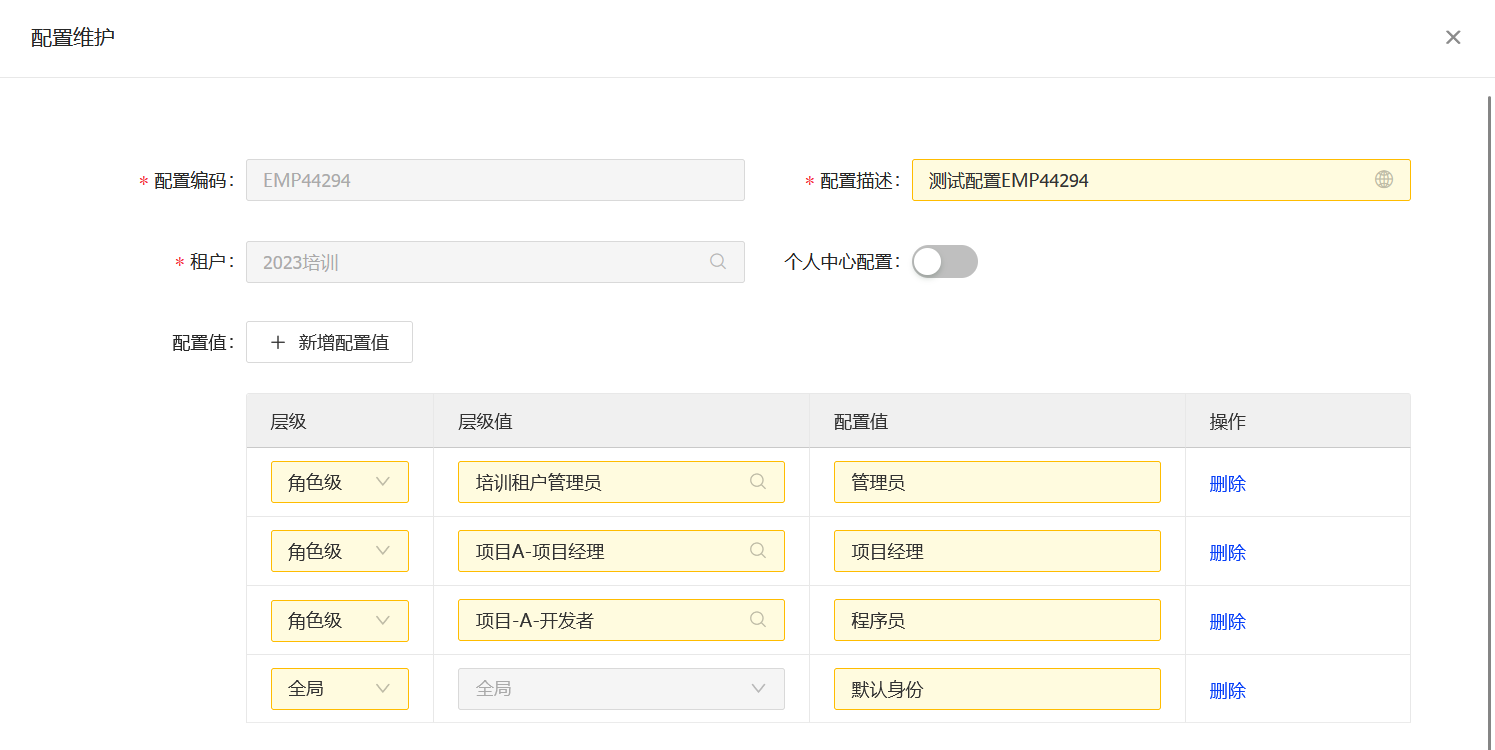 配置维护
* 配置编码： EMP44294 * 配置描述： 测试配置EMP44294
* 租户： 2023培训 个人中心配置：
配置值： + 新增配置值
层级 层级值 配置值 操作
角色级 培训租户管理员 管理员 删除
角色级 项目A-项目经理 项目经理 删除
角色级 项目-A-开发者 程序员 删除
全局 全局 默认身份 删除